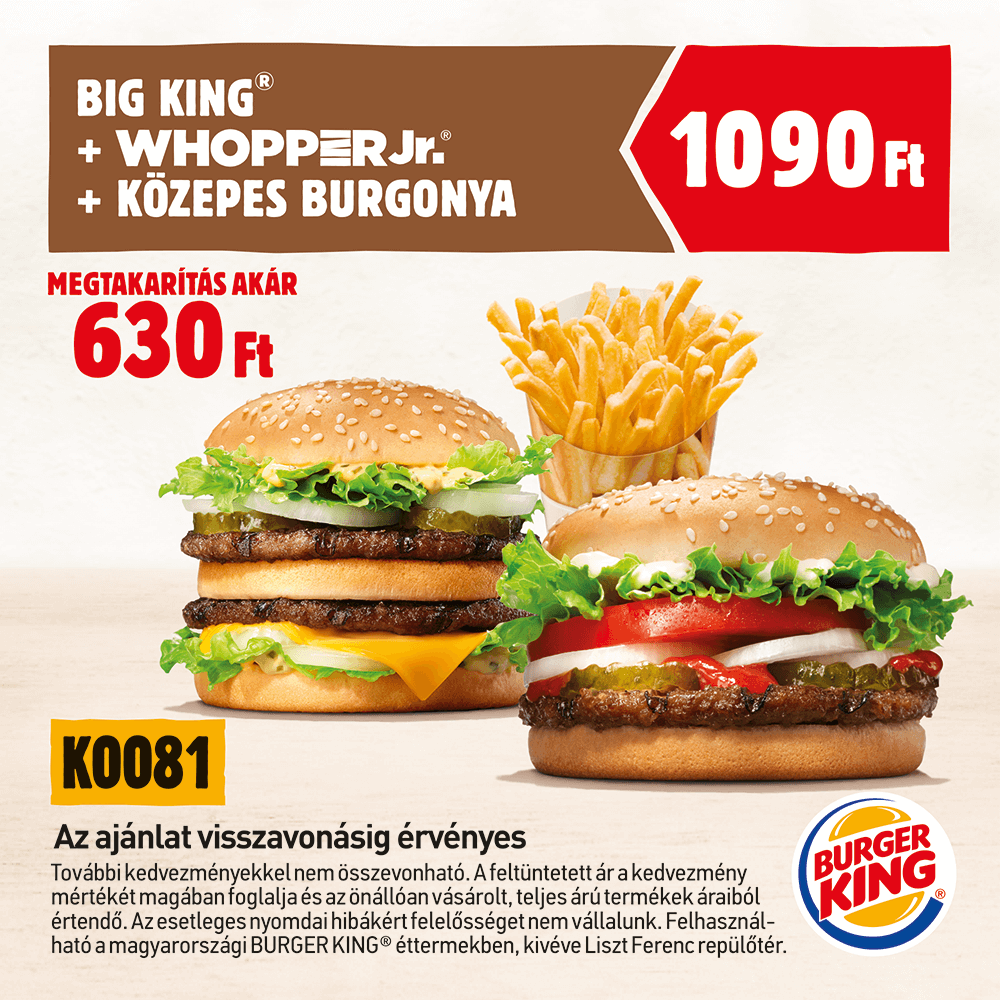 BIG KING®
+ WHOPPER Jr.®
+ KÖZEPES BURGONYA
1090 Ft
MEGTAKARÍTÁS AKÁR
630 Ft
K0081
Az ajánlat visszavonásig érvényes
További kedvezményekkel nem összevonható. A feltüntetett ár a kedvezmény
mértékét magában foglalja és az önállóan vásárolt, teljes árú termékek áraiból
értendő. Az esetleges nyomdai hibákért felelősséget nem vállalunk. Felhasznál-
ható a magyarországi BURGER KING® éttermekben, kivéve Liszt Ferenc repülőtér.
BURGER
KING®